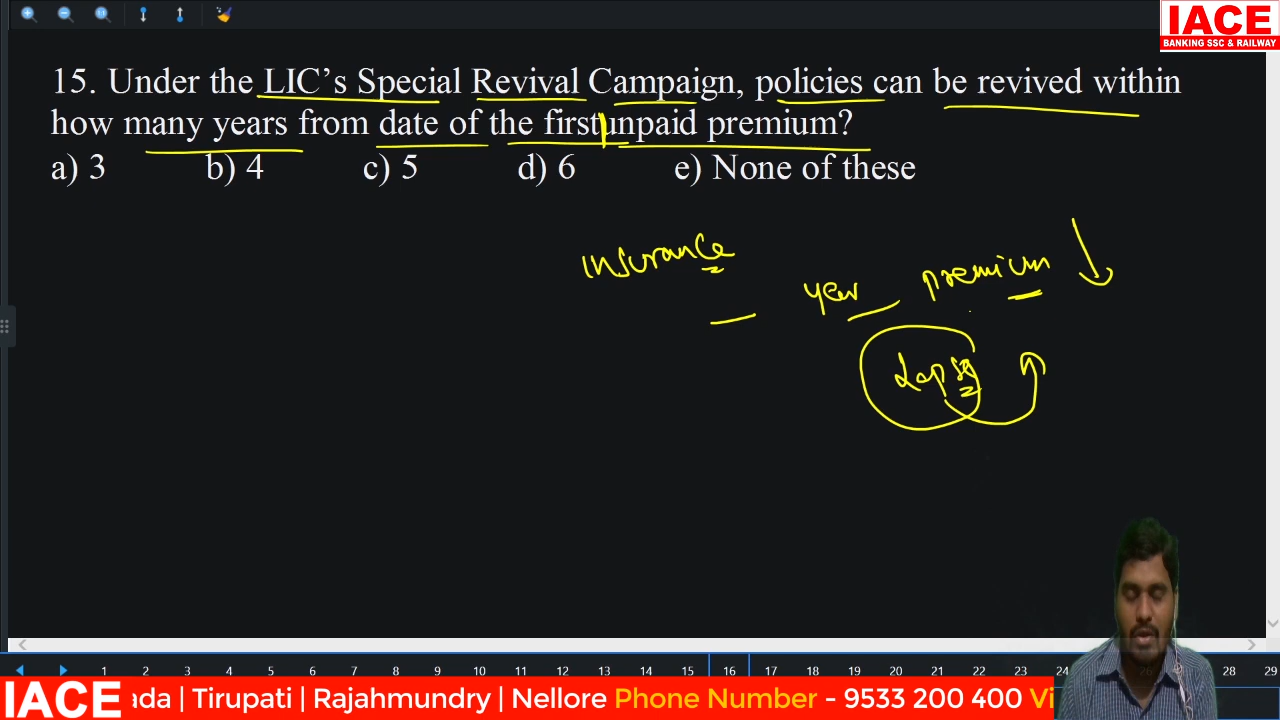 IACE
BANKING SSC & RAILWAY
15. Under the LIC's Special Revival Campaign, policies can be revived within
how many years from date of the first unpaid premium?
a) 3 b) 4 c) 5 d) 6 e) None of these
insurance
year premium
Lapse
1 2 3 4 5 6 7 8 9 10 11 12 13 14 15 16 17 18 19 20 21 22 23 24 26 28 29
IACE ada | Tirupati | Rajahmundry | Nellore Phone Number - 9533 200 400 Vi